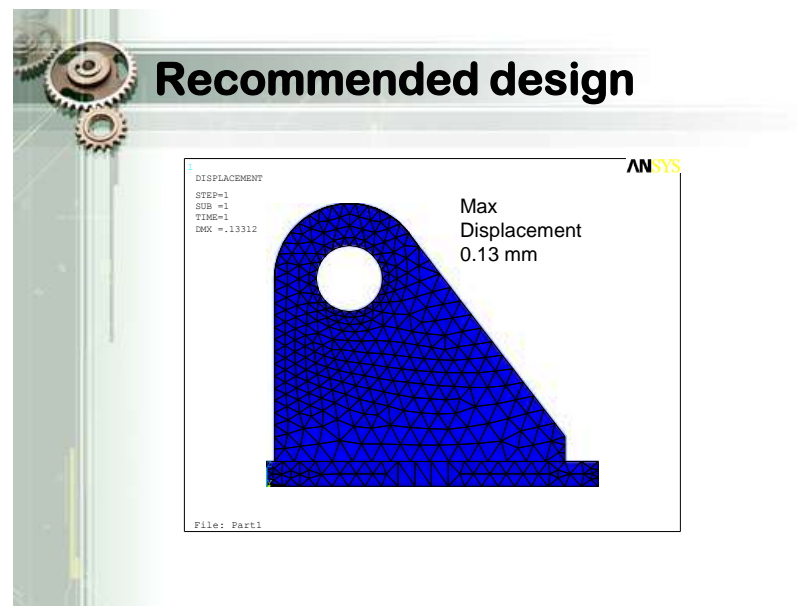 Recommended design
1
ANSYS
DISPLACEMENT
STEP=1
SUB =1
TIME=1
DMX =.13312
Max
Displacement
0.13 mm
File: Part1